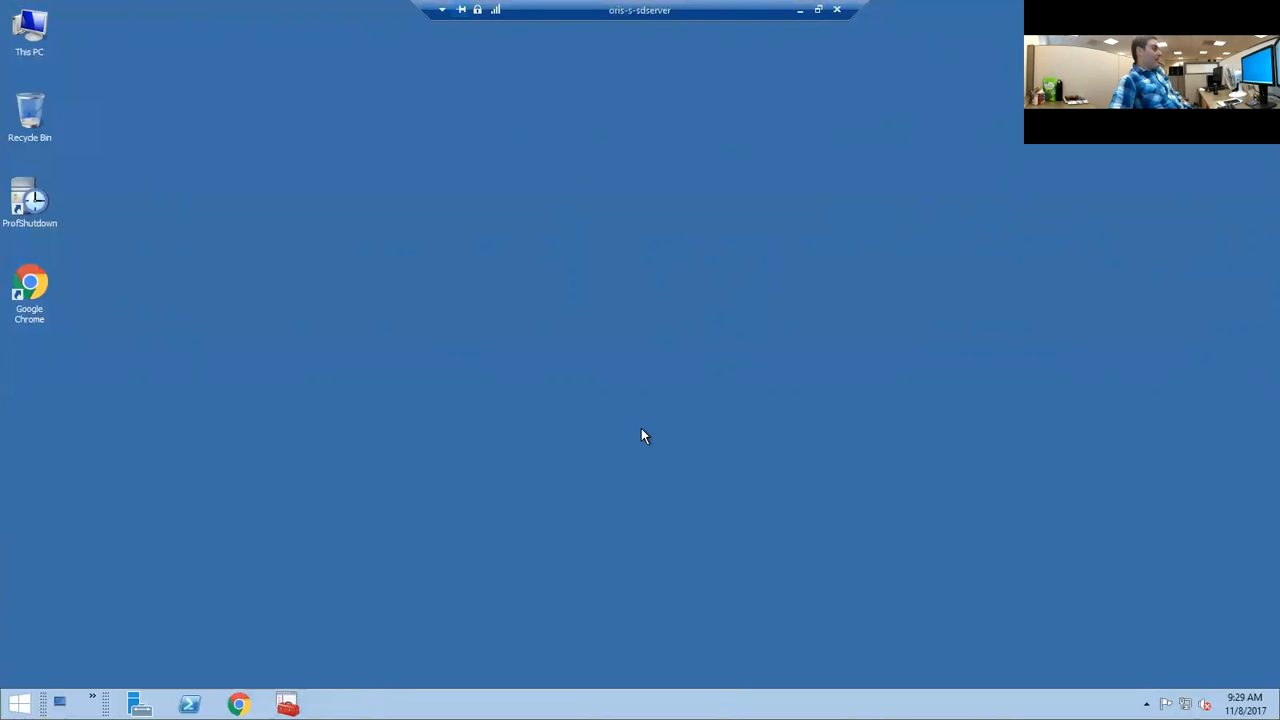 oris-s-sdserver
This PC
Recycle Bin
ProfShutdown
Google
Chrome
9:29 AM
11/8/2017